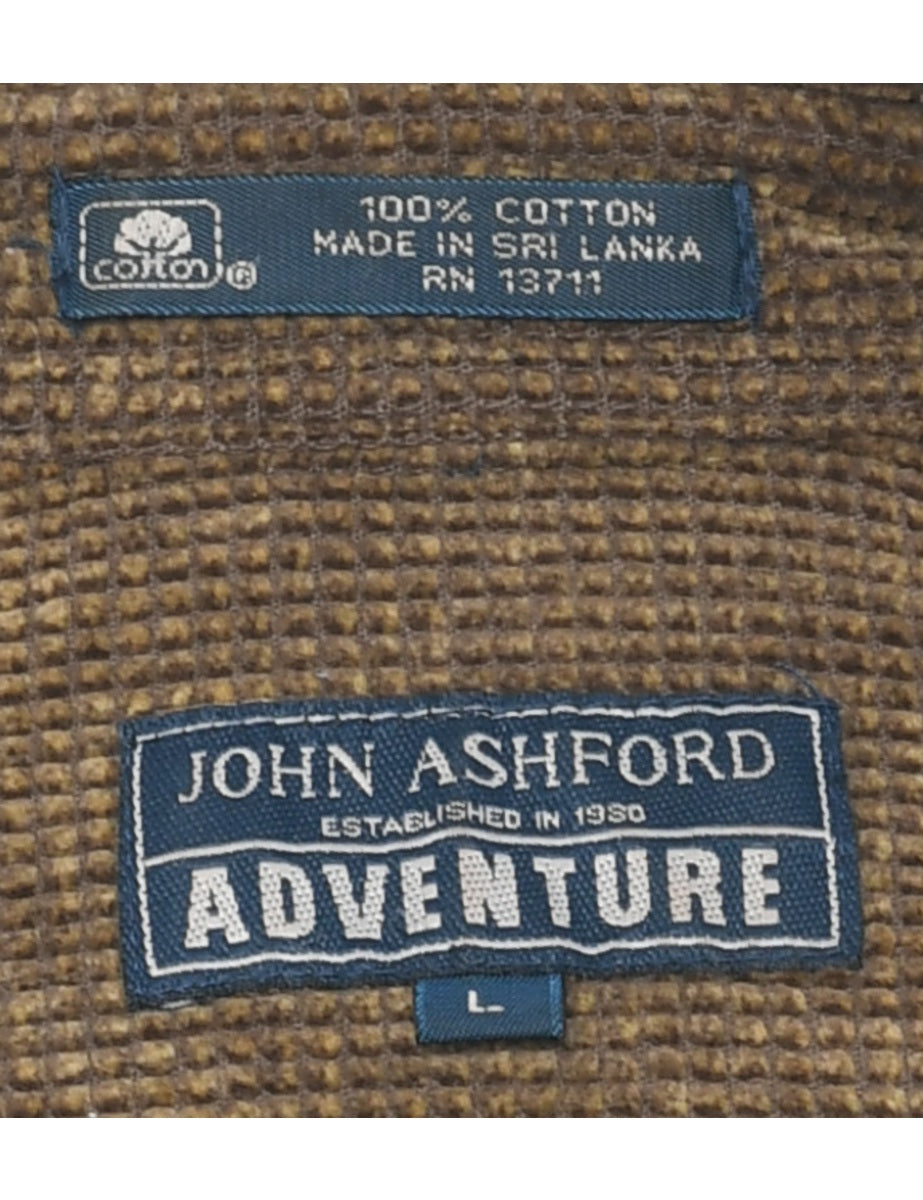 cotton®
100% COTTON
MADE IN SRI LANKA
RN 13711
JOHN ASHFORD
ESTABLISHED IN 1980
ADVENTURE
L